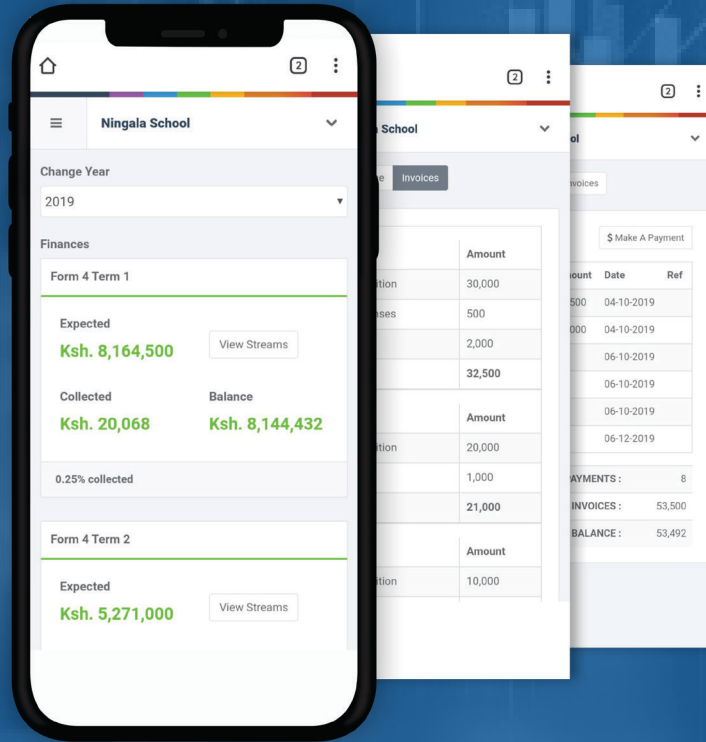 2
Ningala School
Change Year
2019
Finances
Form 4 Term 1
Expected
Ksh. 8,164,500
View Streams
Collected
Balance
Ksh. 20,068
Ksh. 8,144,432
0.25% collected
Form 4 Term 2
Expected
Ksh. 5,271,000
View Streams
2
School
Invoices
Amount
30,000
500
2,000
32,500
Amount
20,000
1,000
21,000
Amount
10,000
2
$ Make A Payment
Date Ref
500 04-10-2019
000 04-10-2019
06-10-2019
06-10-2019
06-10-2019
06-12-2019
8
INVOICES : 53,500
BALANCE : 53,492